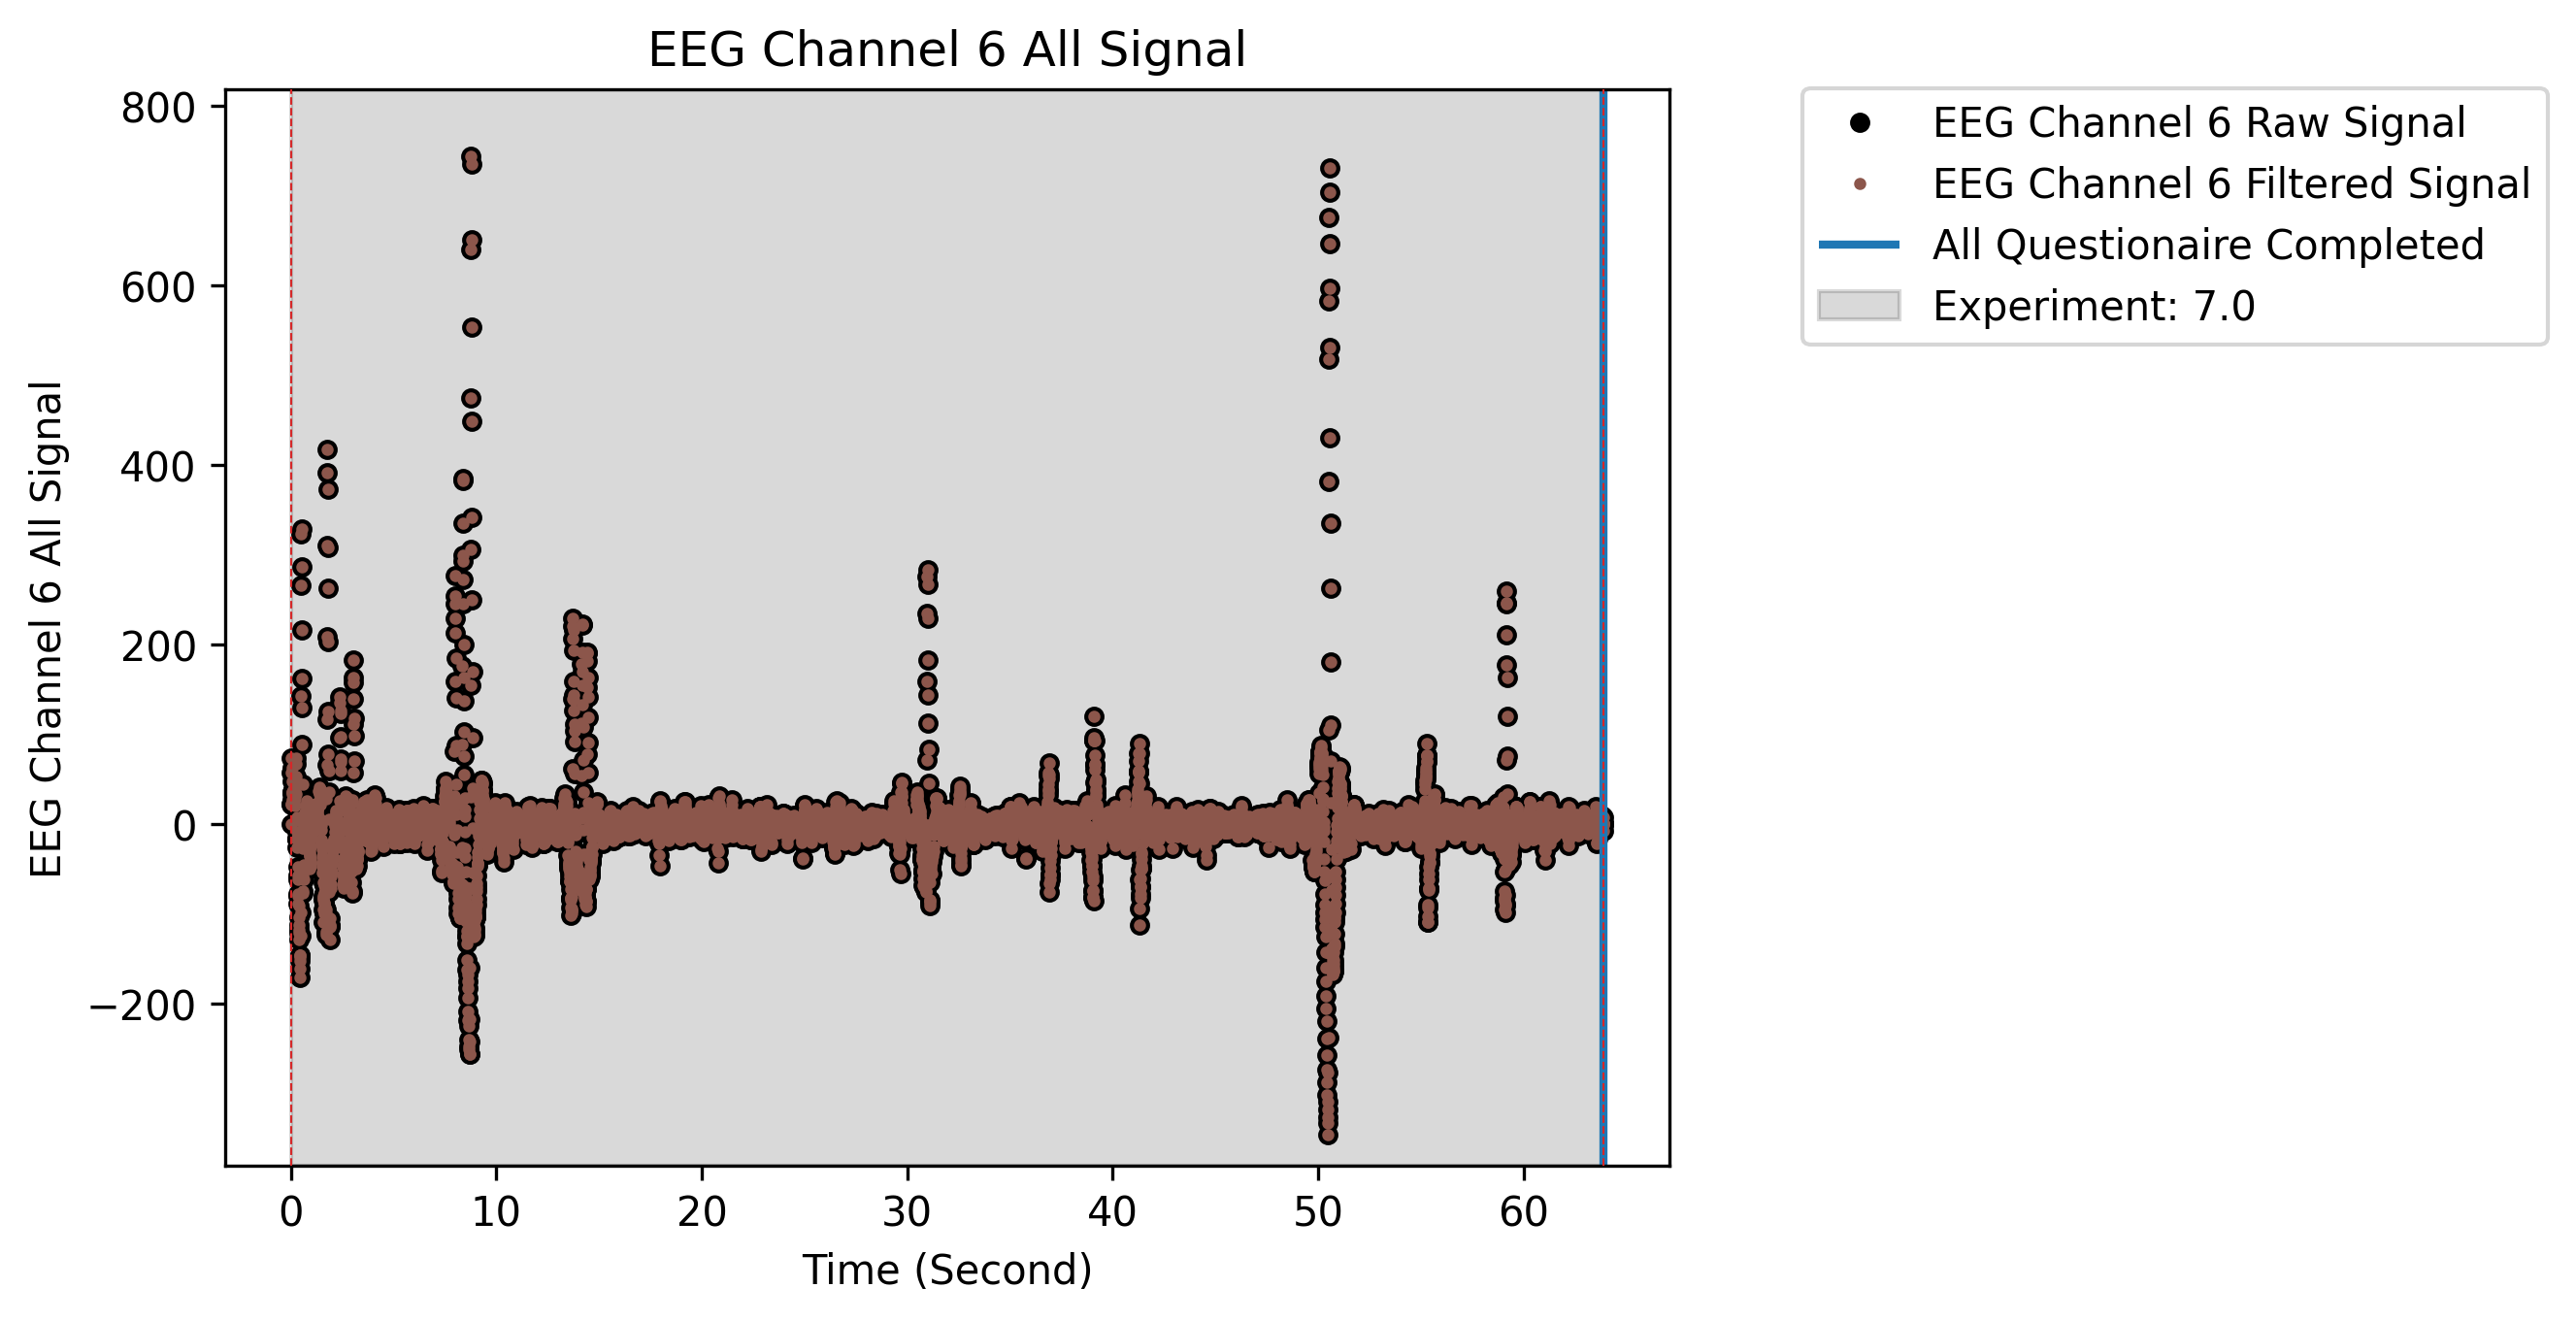 EEG Channel 6 All Signal
EEG Channel 6 Raw Signal
EEG Channel 6 Filtered Signal
All Questionaire Completed
Experiment: 7.0
EEG Channel 6 All Signal
800
600
400
200
0
−200
0 10 20 30 40 50 60
Time (Second)